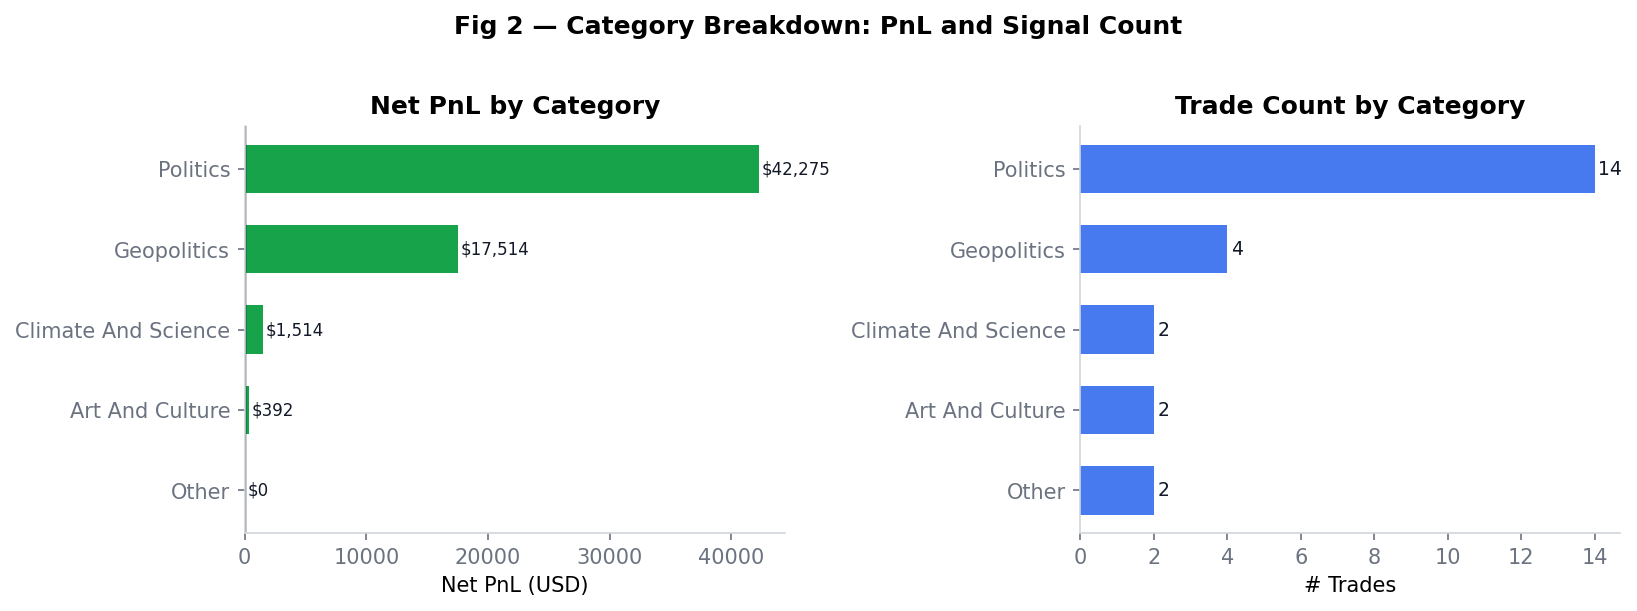 Fig 2 — Category Breakdown: PnL and Signal Count
Net PnL by Category
Politics
$42,275
Geopolitics
$17,514
Climate And Science
$1,514
Art And Culture
$392
Other
$0
0 10000 20000 30000 40000
Net PnL (USD)
Trade Count by Category
Politics
14
Geopolitics
4
Climate And Science
2
Art And Culture
2
Other
2
0 2 4 6 8 10 12 14
# Trades